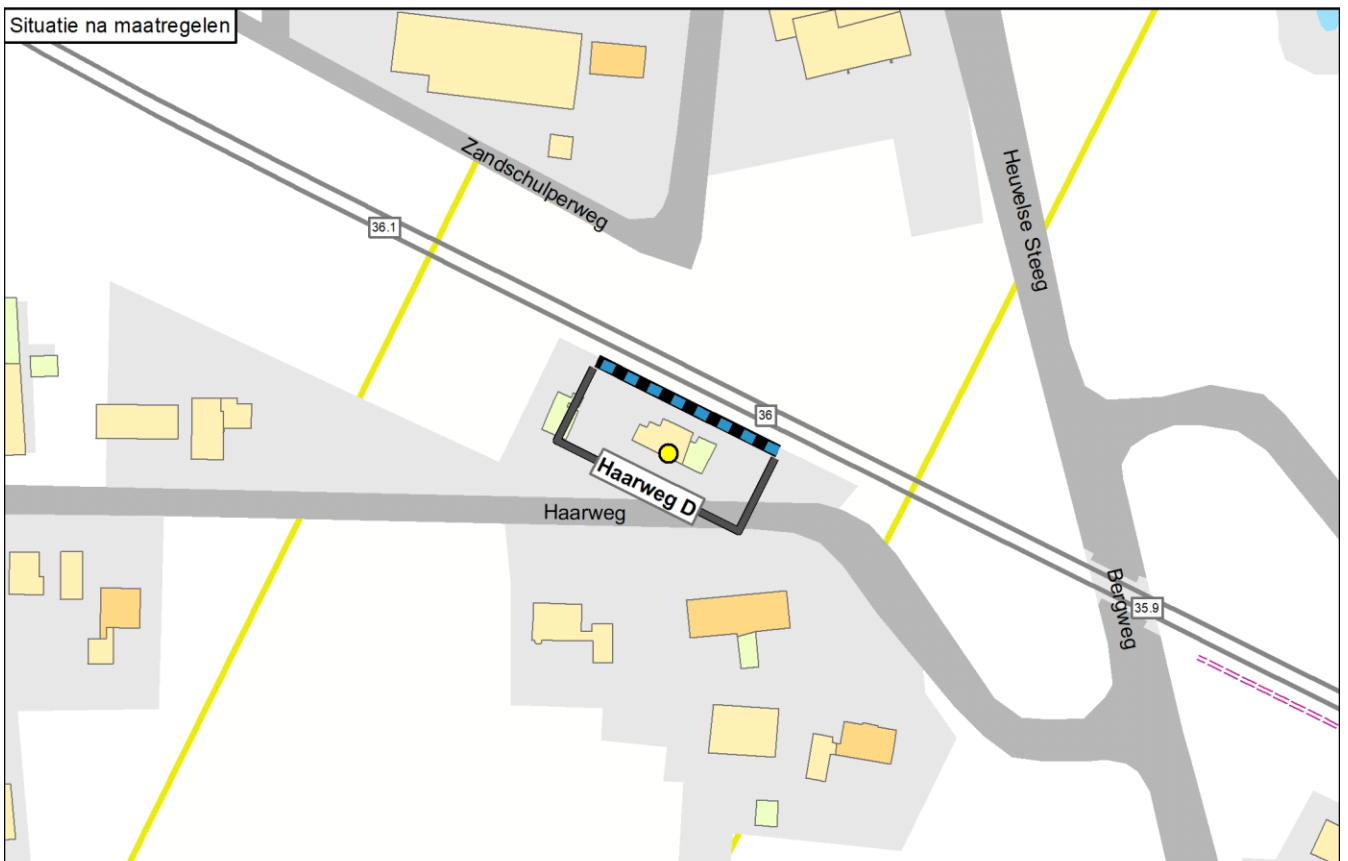 Situatie na maatregelen
Zandschulperweg
Heuvelse Steeg
36.1
36
Haarweg D
Haarweg
Bergweg
35.9